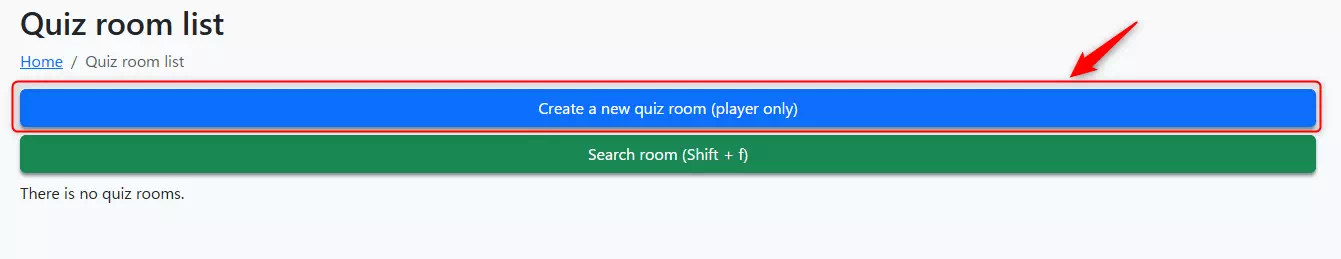 Quiz room list
Home / Quiz room list
Create a new quiz room (player only)
Search room (Shift + f)
There is no quiz rooms.